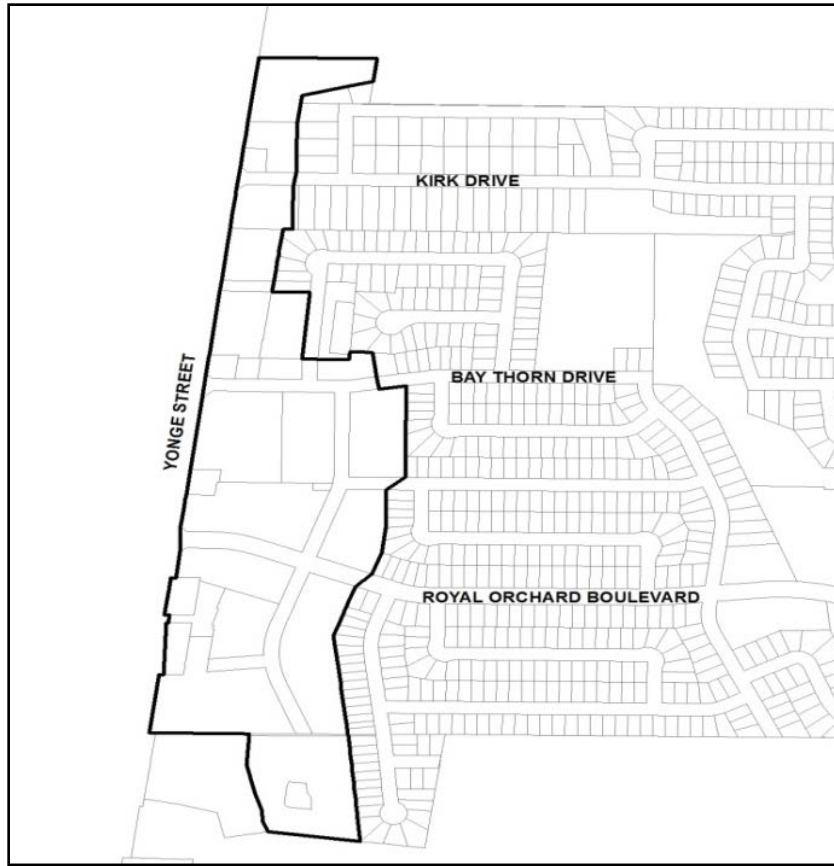 KIRK DRIVE
YONGE STREET
BAY THORN DRIVE
ROYAL ORCHARD BOULEVARD